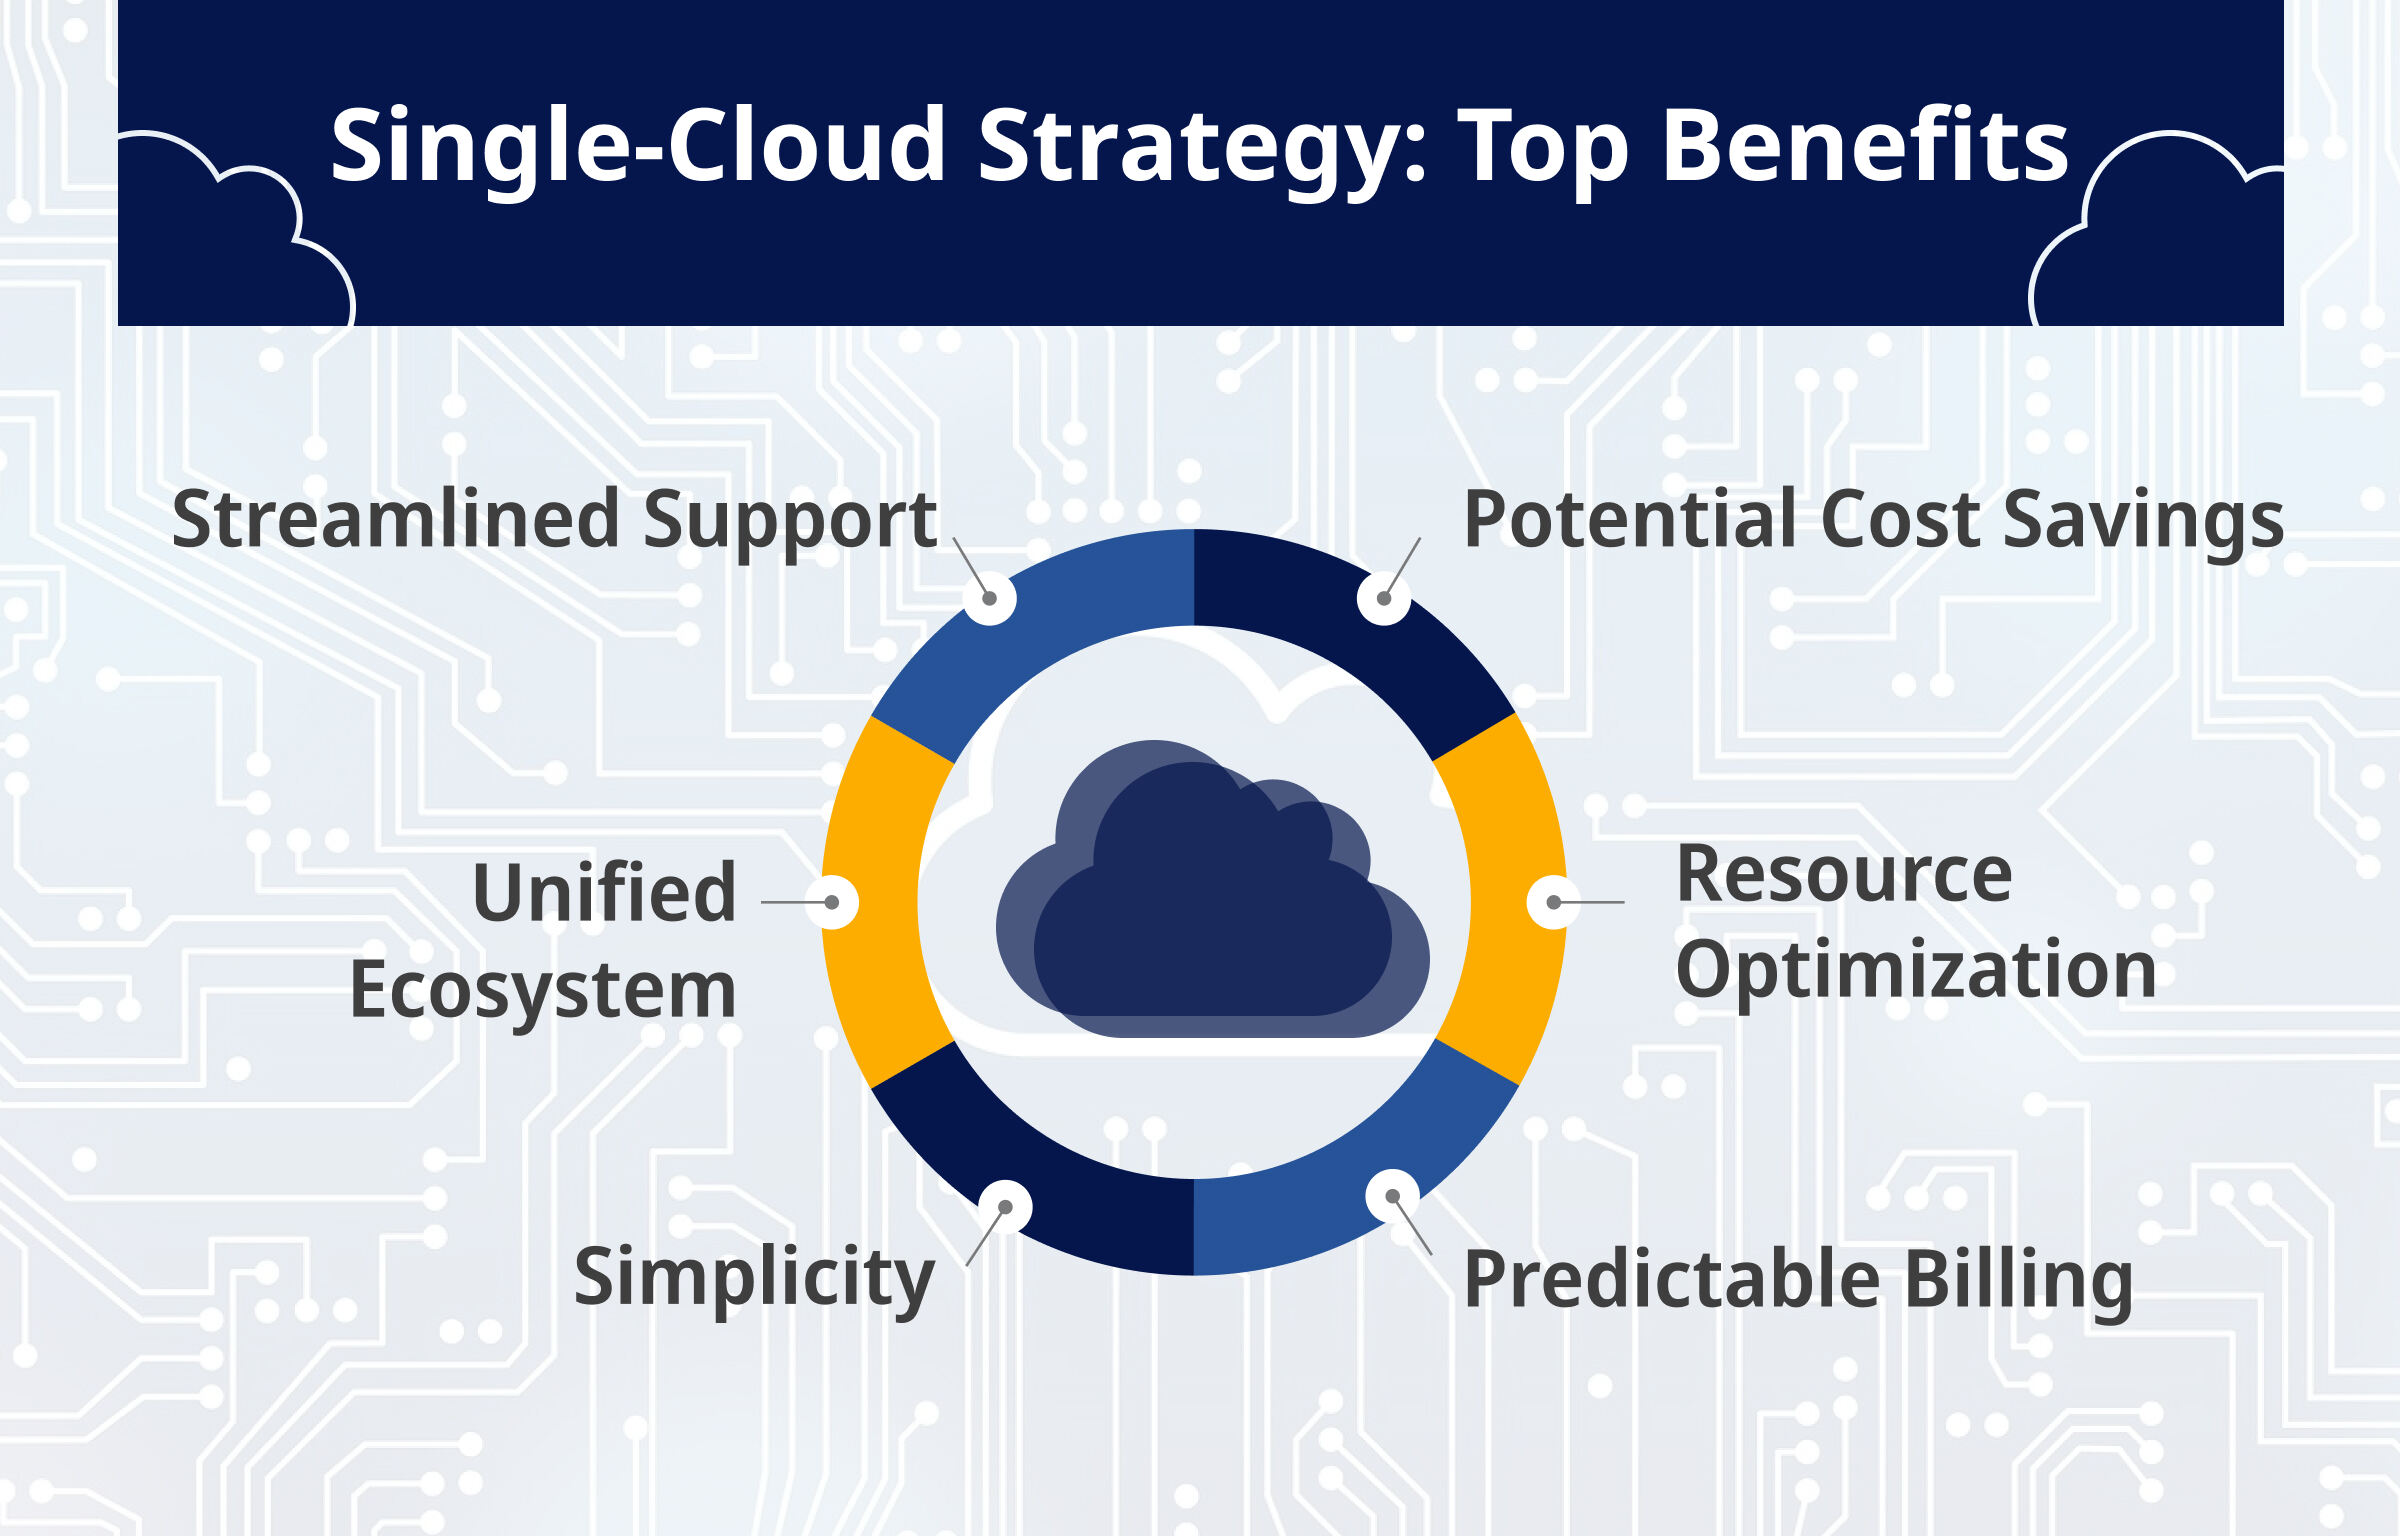 Single-Cloud Strategy: Top Benefits
Streamlined Support
Potential Cost Savings
Unified
Ecosystem
Resource
Optimization
Simplicity
Predictable Billing